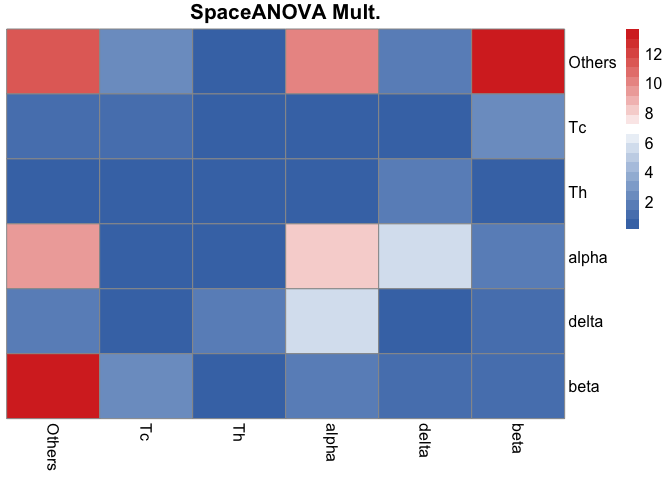 SpaceANOVA Mult.
Others
Tc
Th
alpha
delta
beta
12
10
8
6
4
2
Others
Tc
Th
alpha
delta
beta